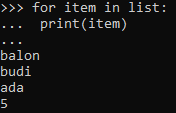 >>> for item in list:
...  print(item)
...
balon
budi
ada
5